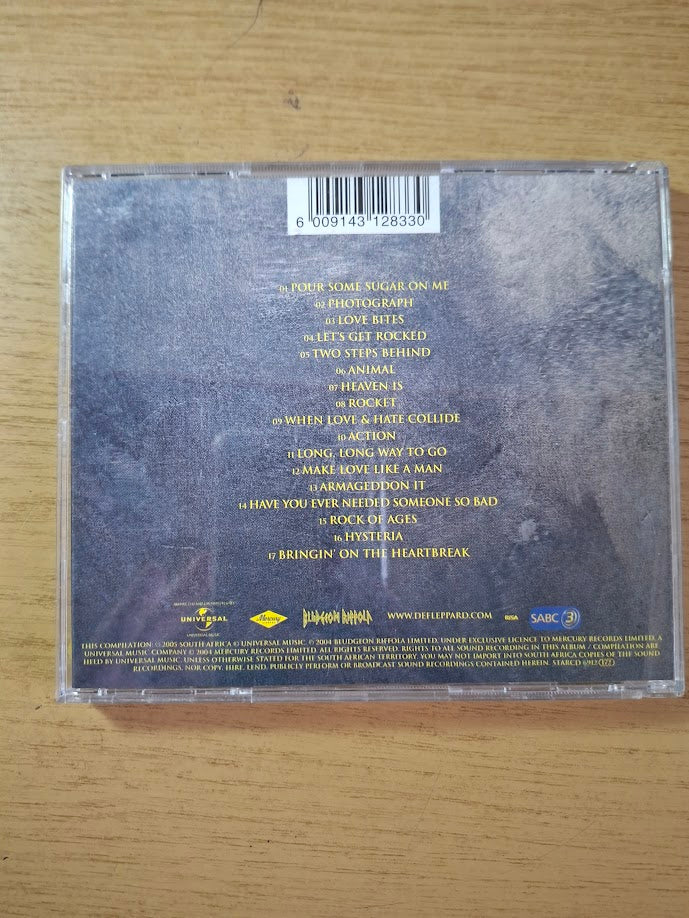 6 009143 128330
01 POUR SOME SUGAR ON ME
02 PHOTOGRAPH
03 LOVE BITES
04 LET'S GET ROCKED
05 TWO STEPS BEHIND
06 ANIMAL
07 HEAVEN IS
08 ROCKET
09 WHEN LOVE & HATE COLLIDE
10 ACTION
11 LONG, LONG WAY TO GO
12 MAKE LOVE LIKE A MAN
13 ARMAGEDDON IT
14 HAVE YOU EVER NEEDED SOMEONE SO BAD
15 ROCK OF AGES
16 HYSTERIA
17 BRINGIN' ON THE HEARTBREAK
UNIVERSAL
UNIVERSAL MUSIC
Mercury
BLUDGEON RIFFOLA
WWW.DEFLEPPARD.COM
RISA
SABC 3
THIS COMPILATION: ℗ 2005 SOUTH AFRICA © UNIVERSAL MUSIC. ℗ 2004 BLUDGEON RIFFOLA LIMITED, UNDER EXCLUSIVE LICENCE TO MERCURY RECORDS LIMITED. A
UNIVERSAL MUSIC COMPANY © 2004 MERCURY RECORDS LIMITED. ALL RIGHTS RESERVED. RIGHTS TO ALL SOUND RECORDING IN THIS ALBUM / COMPILATION ARE
HELD BY UNIVERSAL MUSIC. UNLESS OTHERWISE STATED FOR THE SOUTH AFRICAN TERRITORY. YOU MAY NOT IMPORT INTO SOUTH AFRICA COPIES OF THE SOUND
RECORDINGS, NOR COPY, HIRE, LEND, PUBLICLY PERFORM OR BROADCAST SOUND RECORDINGS CONTAINED HEREIN. STARCD 6912